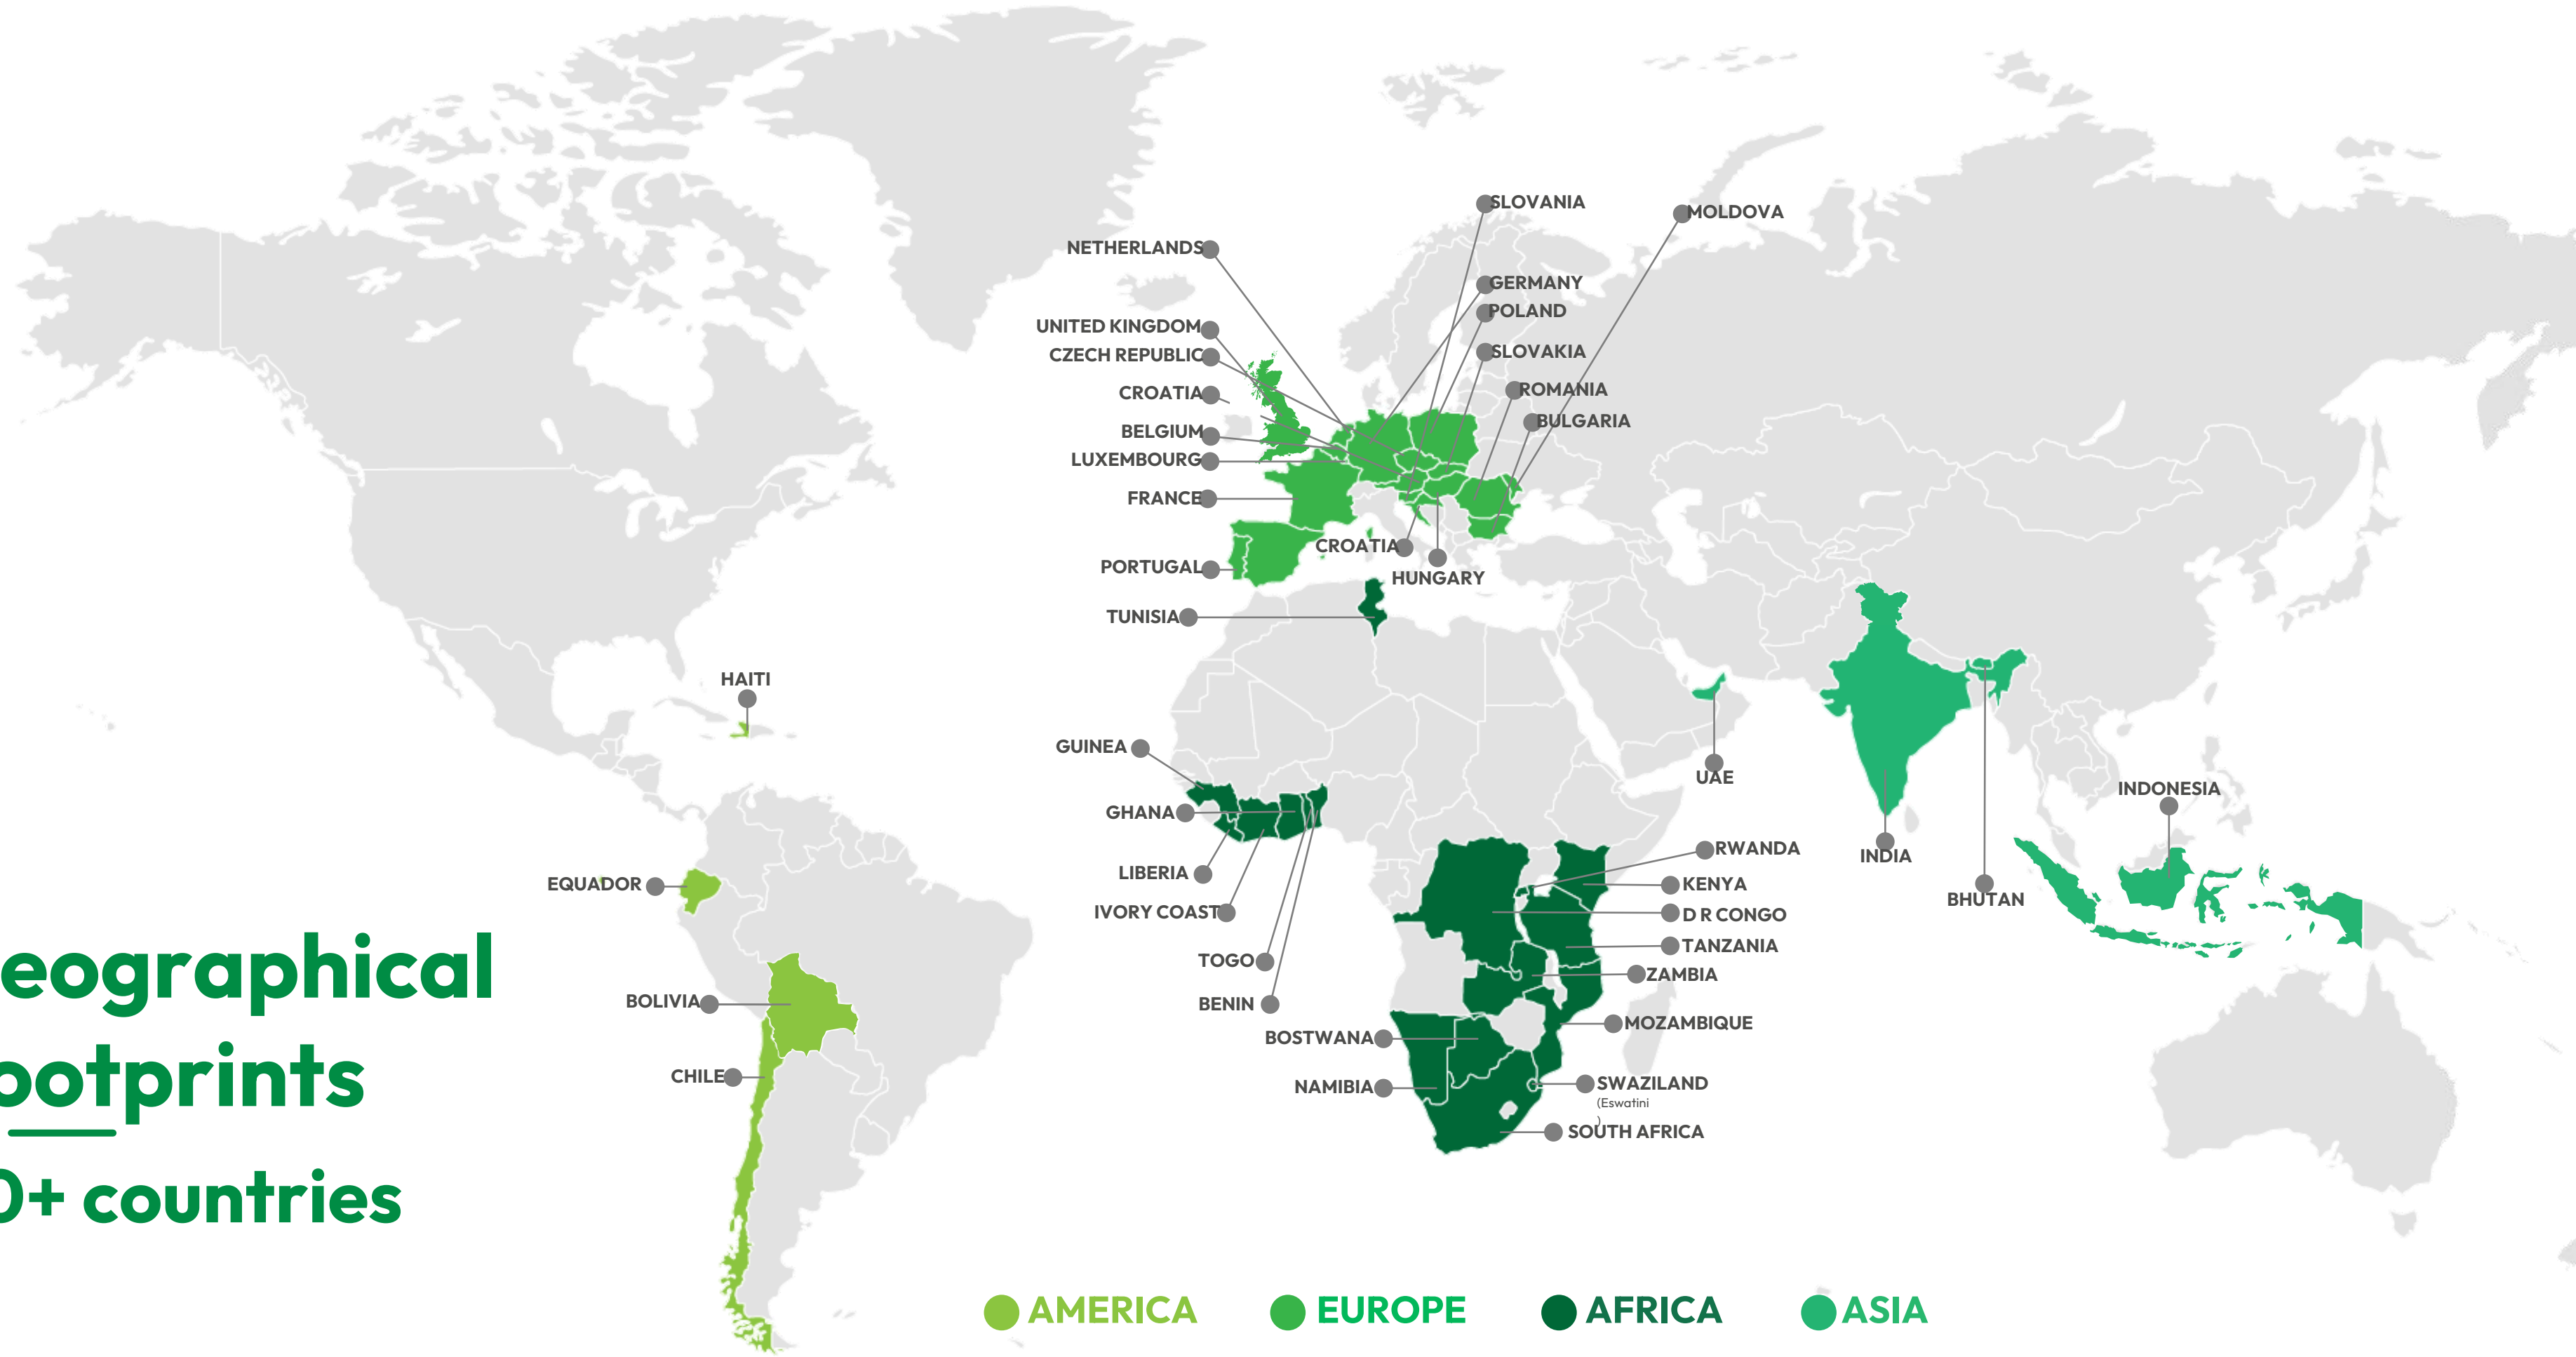 SLOVANIA
MOLDOVA
NETHERLANDS
GERMANY
POLAND
UNITED KINGDOM
CZECH REPUBLIC
SLOVAKIA
CROATIA
ROMANIA
BULGARIA
BELGIUM
LUXEMBOURG
FRANCE
CROATIA
PORTUGAL
HUNGARY
TUNISIA
HAITI
GUINEA
UAE
INDONESIA
GHANA
RWANDA
INDIA
LIBERIA
EQUADOR
KENYA
BHUTAN
IVORY COAST
D R CONGO
TANZANIA
TOGO
ZAMBIA
BOLIVIA
BENIN
MOZAMBIQUE
BOSTWANA
CHILE
NAMIBIA
SWAZILAND
(Eswatini
)
SOUTH AFRICA
eographical
ootprints
0+ countries
AMERICA
EUROPE
AFRICA
ASIA